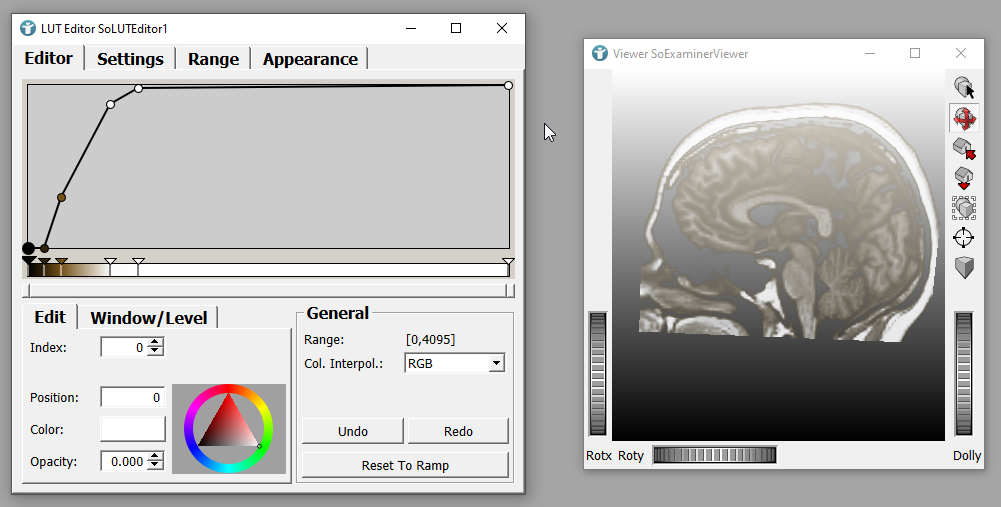 LUT Editor SoLUTEditor1
Editor Settings Range Appearance
Edit Window/Level
Index: 0
Position: 0
Color:
Opacity: 0.000
General
Range: [0,4095]
Col. Interpol.: RGB
Undo Redo
Reset To Ramp
Viewer SoExaminerViewer
Rotx Roty Dolly